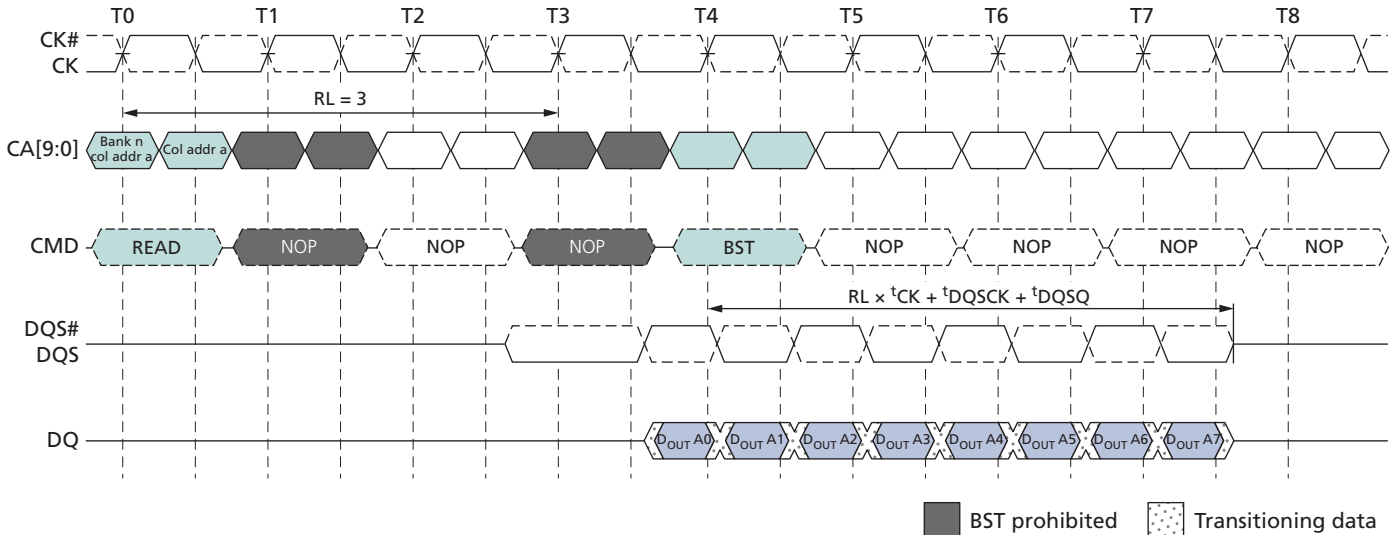 T0 T1 T2 T3 T4 T5 T6 T7 T8
CK#
CK
RL = 3
CA[9:0]
Bank n
col addr a
Col addr a
CMD
READ NOP NOP NOP BST NOP NOP NOP NOP
RL × tCK + tDQSCK + tDQSQ
DQS#
DQS
DQ
DOUT A0 DOUT A1 DOUT A2 DOUT A3 DOUT A4 DOUT A5 DOUT A6 DOUT A7
BST prohibited Transitioning data